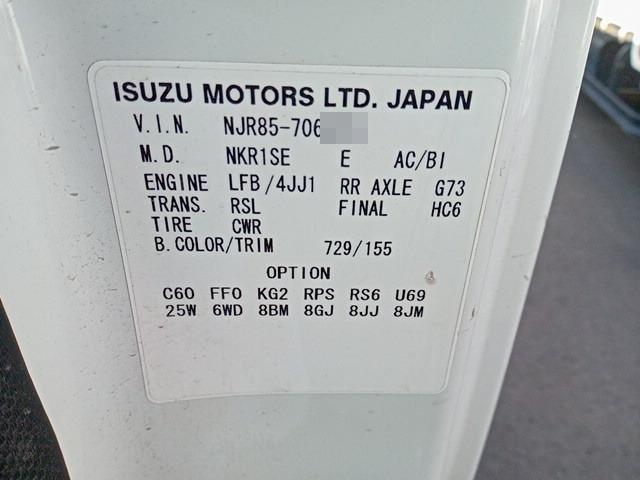 ISUZU MOTORS LTD. JAPAN
V.I.N. NJR85-706
M.D. NKR1SE E AC/BI
ENGINE LFB/4JJ1 RR AXLE G73
TRANS. RSL FINAL HC6
TIRE CWR
B.COLOR/TRIM 729/155
OPTION
C60 FF0 KG2 RPS RS6 U69
25W 6WD 8BM 8GJ 8JJ 8JM